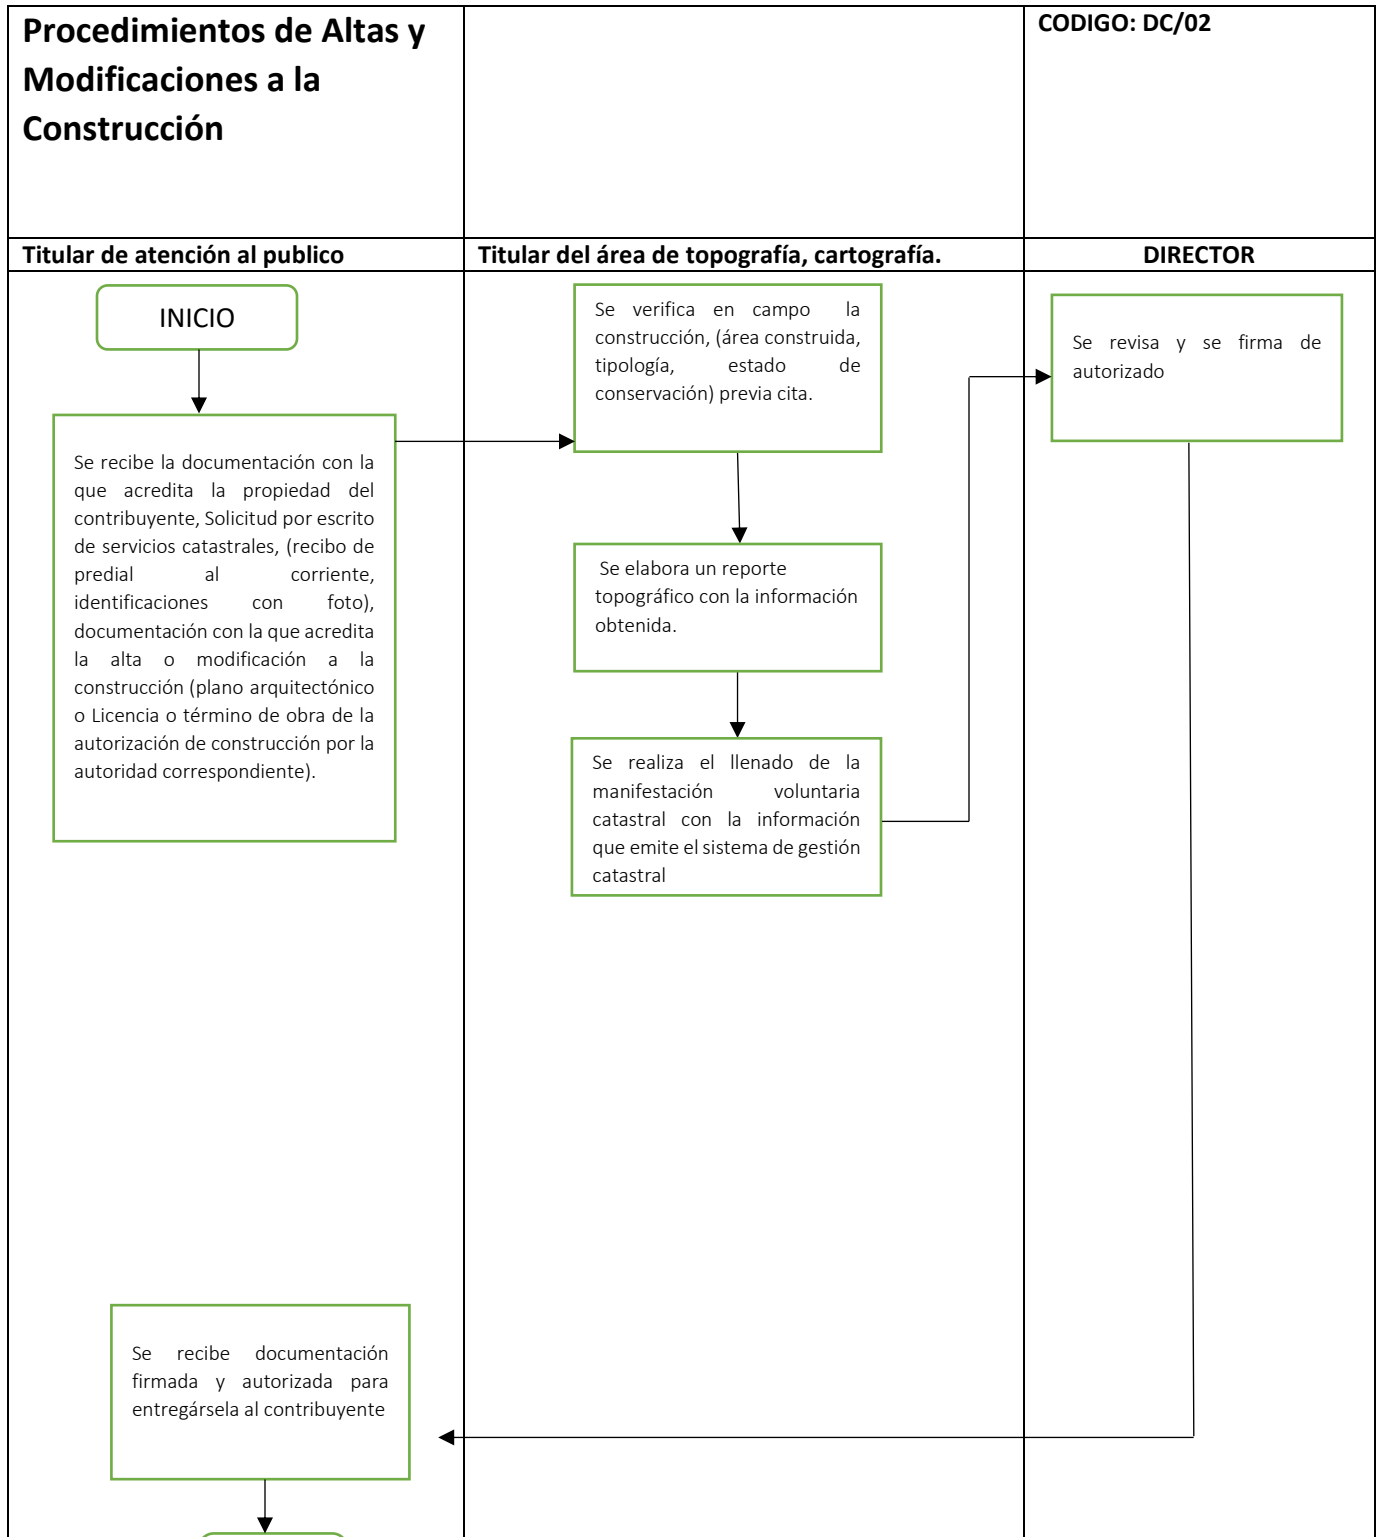 Procedimientos de Altas y
Modificaciones a la
Construcción
CODIGO: DC/02
Titular de atención al publico
Titular del área de topografía, cartografía.
DIRECTOR
INICIO
Se recibe la documentación con la
que acredita la propiedad del
contribuyente, Solicitud por escrito
de servicios catastrales, (recibo de
predial al corriente,
identificaciones con foto),
documentación con la que acredita
la alta o modificación a la
construcción (plano arquitectónico
o Licencia o término de obra de la
autorización de construcción por la
autoridad correspondiente).
Se verifica en campo la
construcción, (área construida,
tipología, estado de
conservación) previa cita.
Se elabora un reporte
topográfico con la información
obtenida.
Se realiza el llenado de la
manifestación voluntaria
catastral con la información
que emite el sistema de gestión
catastral
Se revisa y se firma de
autorizado
Se recibe documentación
firmada y autorizada para
entregársela al contribuyente